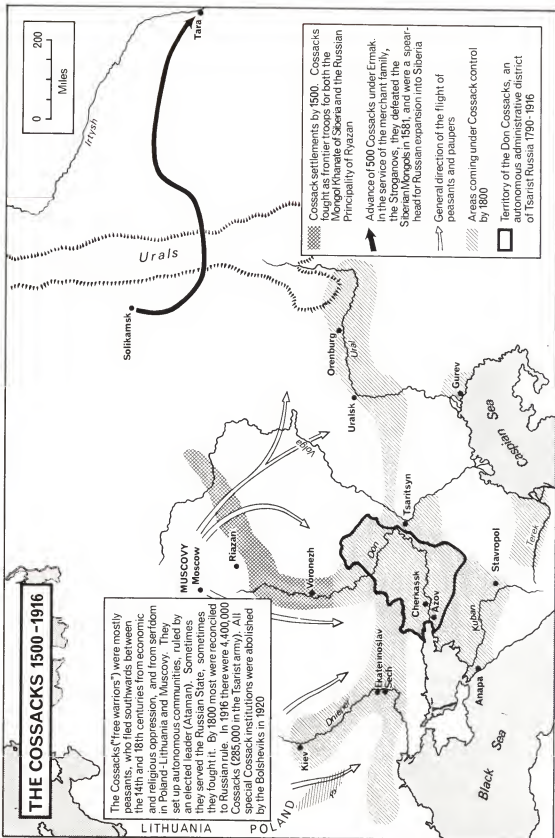 THE COSSACKS 1500-1916
The Cossacks ("free warriors") were mostly
peasants, who fled southwards between
the 14th and 18th centuries from economic
and religious oppression, and from serfdom
in Poland-Lithuania and Muscovy. They
set up autonomous communities, ruled by
an elected leader (Ataman). Sometimes
they served the Russian State, sometimes
they fought it. By 1800 most were reconciled
to Russian rule. In 1916 there were 4,400,000
Cossacks (285,000 in the Tsarist army). All
special Cossack institutions were abolished
by the Bolsheviks in 1920
0 200
Miles
Irtysh
Tara
Urals
Solikamsk
MUSCOVY
Moscow
Riazan
Voronezh
Volga
Orenburg
Ural
Uralsk
Gurev
Caspian Sea
Tsaritsyn
Don
Cherkassk
Azov
Stavropol
Terek
Kuban
Anapa
Ekaterinoslav
Sech
Dnieper
Kiev
Black Sea
LITHUANIA
POLAND
Cossack settlements by 1500. Cossacks
fought as frontier troops for both the
Mongol Khanate of Siberia and the Russian
Principality of Ryazan
Advance of 500 Cossacks under Ermak.
In the service of the merchant family,
the Stroganovs, they defeated the
Siberian Mongols in 1581, and were a spear-
head for Russian expansion into Siberia
General direction of the flight of
peasants and paupers
Areas coming under Cossack control
by 1800
Territory of the Don Cossacks, an
autonomous administrative district
of Tsarist Russia 1790-1916